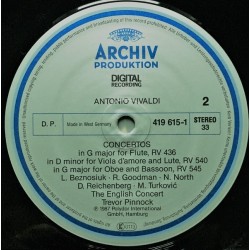 ARCHIV
PRODUKTION
DIGITAL
RECORDING
ANTONIO VIVALDI
2
D. P.
Made in West Germany
419 615-1
STEREO
33
CONCERTOS
in G major for Flute, RV 436
in D minor for Viola d'amore and Lute, RV 540
in G major for Oboe and Bassoon, RV 545
L. Beznosiuk · R. Goodman · N. North
D. Reichenberg · M. Turković
The English Concert
Trevor Pinnock
℗ 1987 Polydor International GmbH, Hamburg